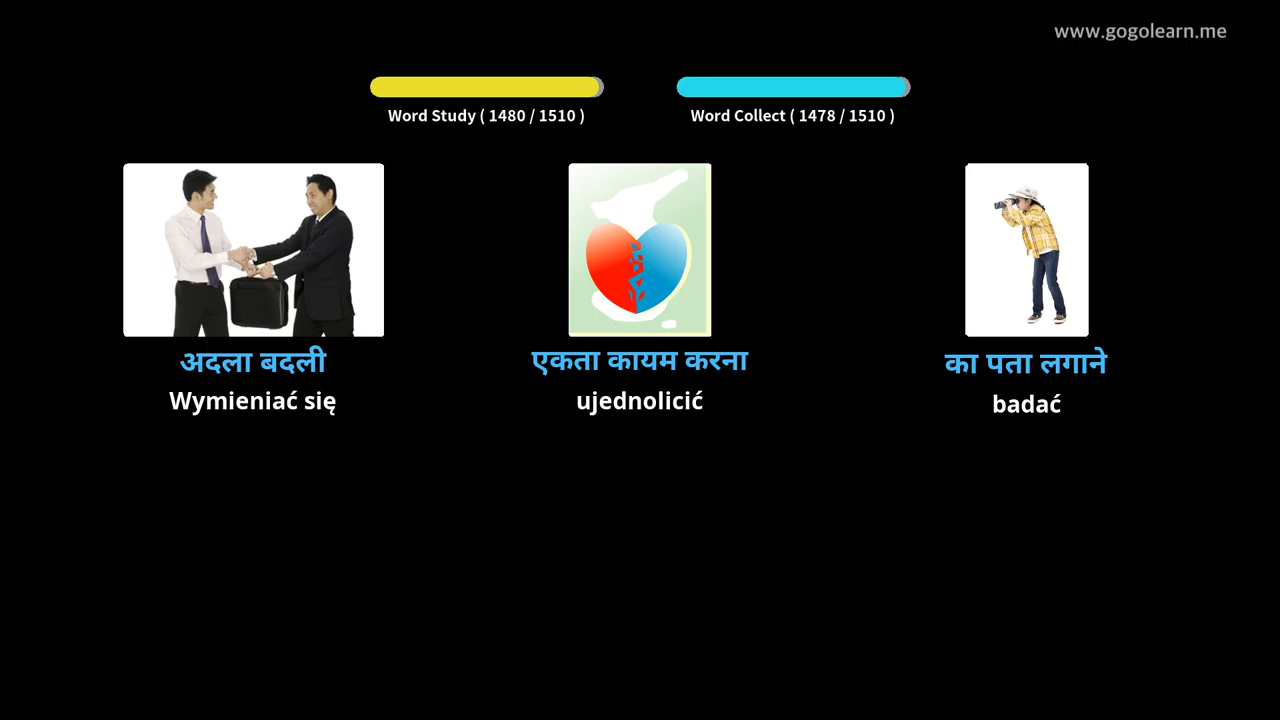 www.gogolearn.me
Word Study ( 1480 / 1510 )
Word Collect ( 1478 / 1510 )
अदला बदली
Wymieniać się
एकता कायम करना
ujednolicić
का पता लगाने
badać